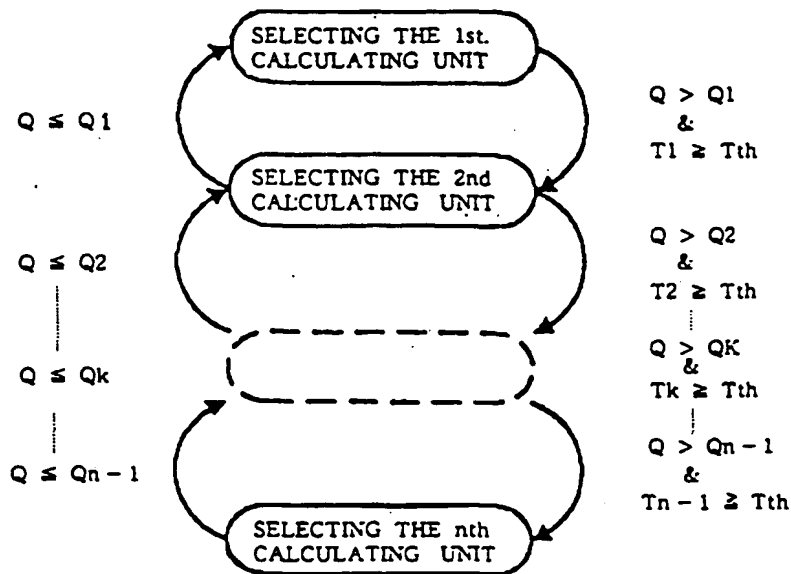 SELECTING THE 1st.
CALCULATING UNIT
Q ≦ Q1
Q > Q1
&
T1 ≧ Tth
SELECTING THE 2nd
CALCULATING UNIT
Q ≦ Q2
Q > Q2
&
T2 ≧ Tth
Q ≦ Qk
Q > QK
&
Tk ≧ Tth
Q ≦ Qn-1
Q > Qn-1
&
Tn-1 ≧ Tth
SELECTING THE nth
CALCULATING UNIT